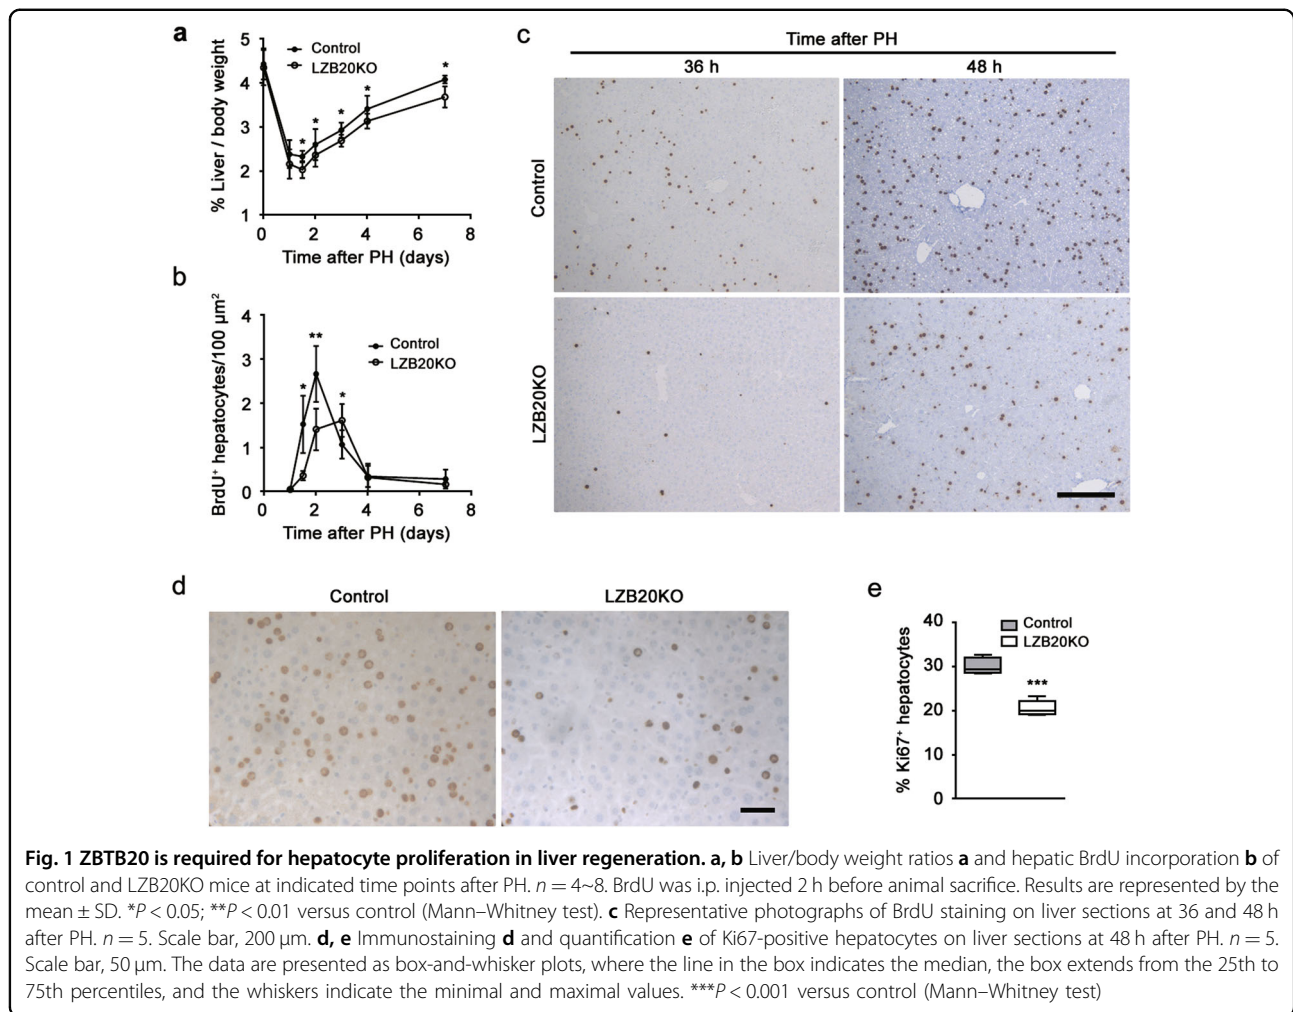 a
5
4
3
2
1
% Liver / body weight
Control
LZB20KO
*
*
*
*
*
0 2 4 6 8
Time after PH (days)
b
4
3
2
1
0
BrdU⁺ hepatocytes/100 µm²
Control
LZB20KO
**
*
*
0 2 4 6 8
Time after PH (days)
c
Time after PH
36 h 48 h
Control
LZB20KO
d
Control LZB20KO
e
40
30
20
10
0
% Ki67⁺ hepatocytes
Control
LZB20KO
***
Fig. 1 ZBTB20 is required for hepatocyte proliferation in liver regeneration. a, b Liver/body weight ratios a and hepatic BrdU incorporation b of
control and LZB20KO mice at indicated time points after PH. n = 4~8. BrdU was i.p. injected 2 h before animal sacrifice. Results are represented by the
mean ± SD. *P < 0.05; **P < 0.01 versus control (Mann–Whitney test). c Representative photographs of BrdU staining on liver sections at 36 and 48 h
after PH. n = 5. Scale bar, 200 µm. d, e Immunostaining d and quantification e of Ki67-positive hepatocytes on liver sections at 48 h after PH. n = 5.
Scale bar, 50 µm. The data are presented as box-and-whisker plots, where the line in the box indicates the median, the box extends from the 25th to
75th percentiles, and the whiskers indicate the minimal and maximal values. ***P < 0.001 versus control (Mann–Whitney test)